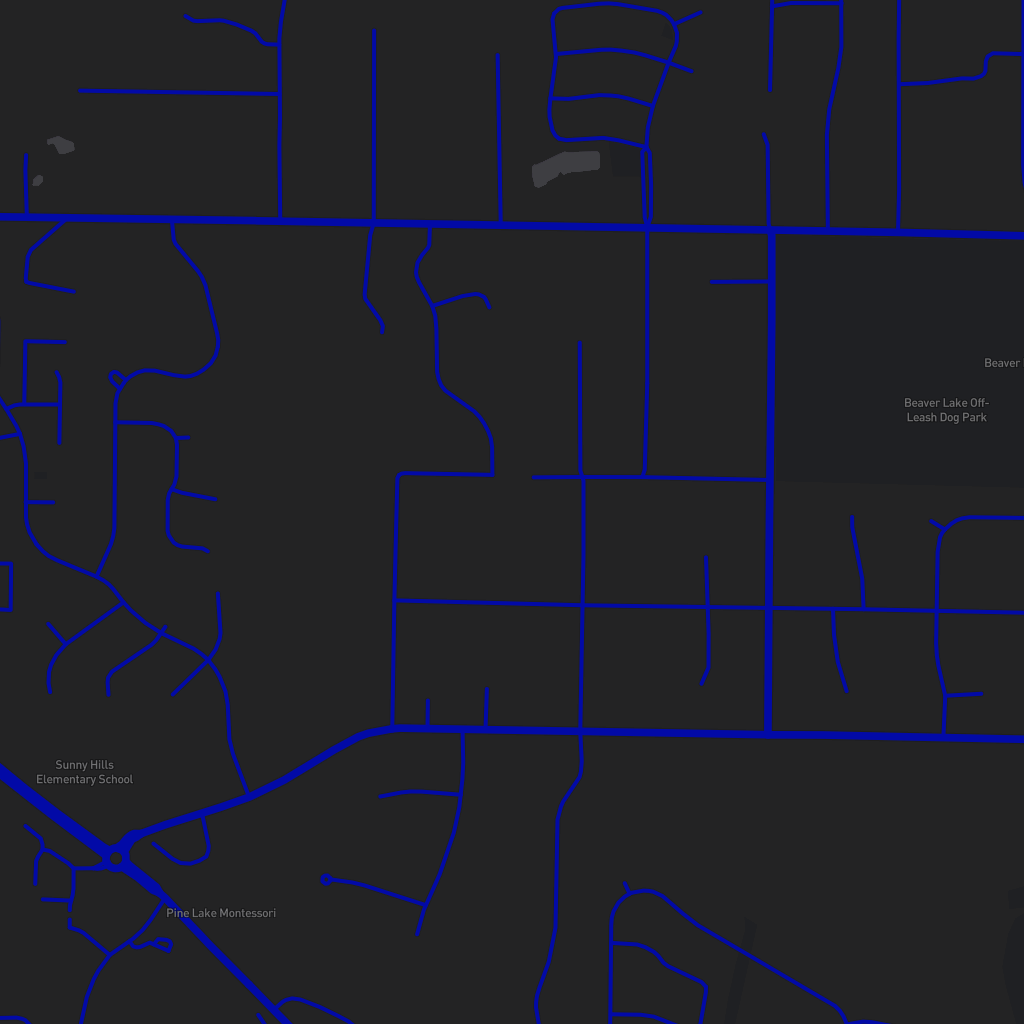 Beaver
Beaver Lake Off-
Leash Dog Park
Sunny Hills
Elementary School
Pine Lake Montessori